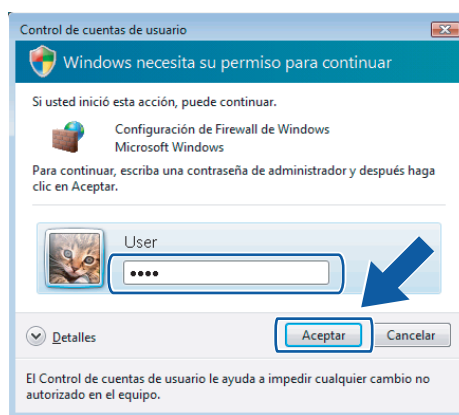 Control de cuentas de usuario
Windows necesita su permiso para continuar
Si usted inició esta acción, puede continuar.
Configuración de Firewall de Windows
Microsoft Windows
Para continuar, escriba una contraseña de administrador y después haga
clic en Aceptar.
User
••••
Detalles
Aceptar
Cancelar
El Control de cuentas de usuario le ayuda a impedir cualquier cambio no
autorizado en el equipo.